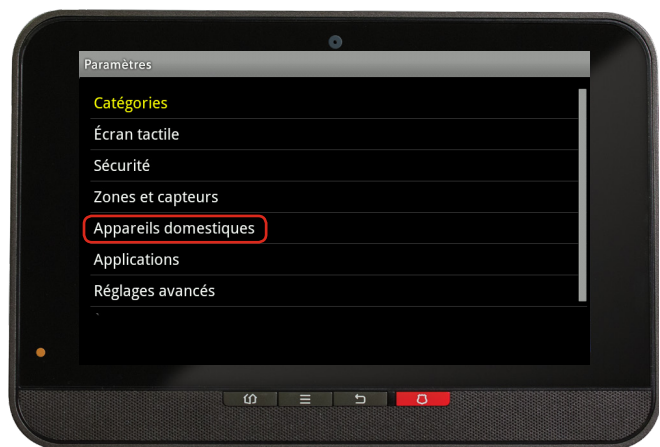 Paramètres
Catégories
Écran tactile
Sécurité
Zones et capteurs
Appareils domestiques
Applications
Réglages avancés